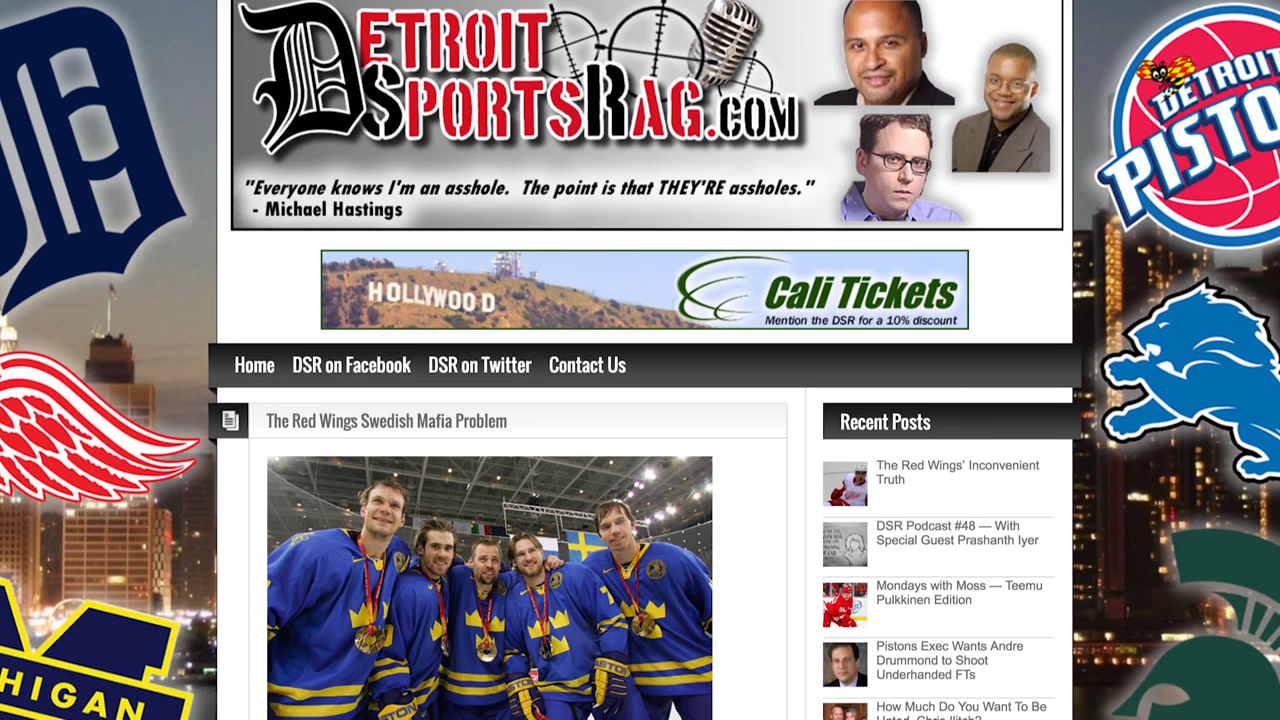 DETROIT
SPORTSRAG.COM
"Everyone knows I'm an asshole. The point is that THEY'RE assholes."
- Michael Hastings
DETROIT
HOLLYWOOD
Cali Tickets
Mention the DSR for a 10% discount
Home DSR on Facebook DSR on Twitter Contact Us
The Red Wings Swedish Mafia Problem
Recent Posts
The Red Wings' Inconvenient
Truth
DSR Podcast #48 — With
Special Guest Prashanth Iyer
Mondays with Moss — Teemu
Pulkkinen Edition
Pistons Exec Wants Andre
Drummond to Shoot
Underhanded FTs
How Much Do You Want To Be